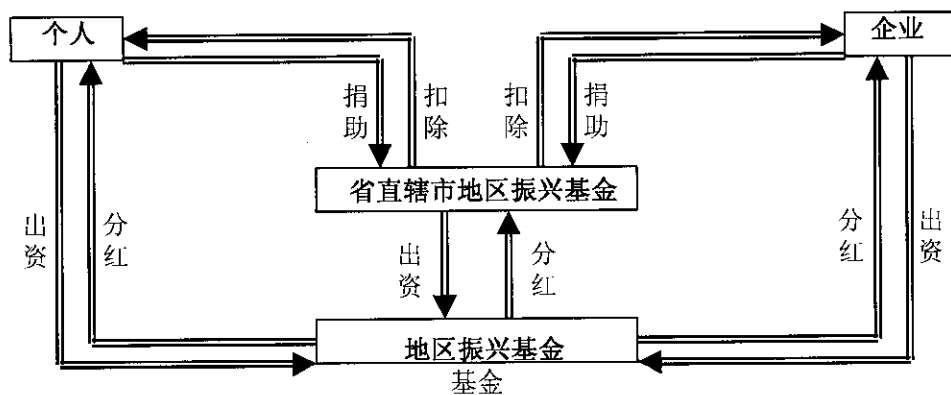 个人
企业
捐助
扣除
扣除
捐助
省直辖市地区振兴基金
出资
分红
出资
分红
分红
出资
地区振兴基金
基金